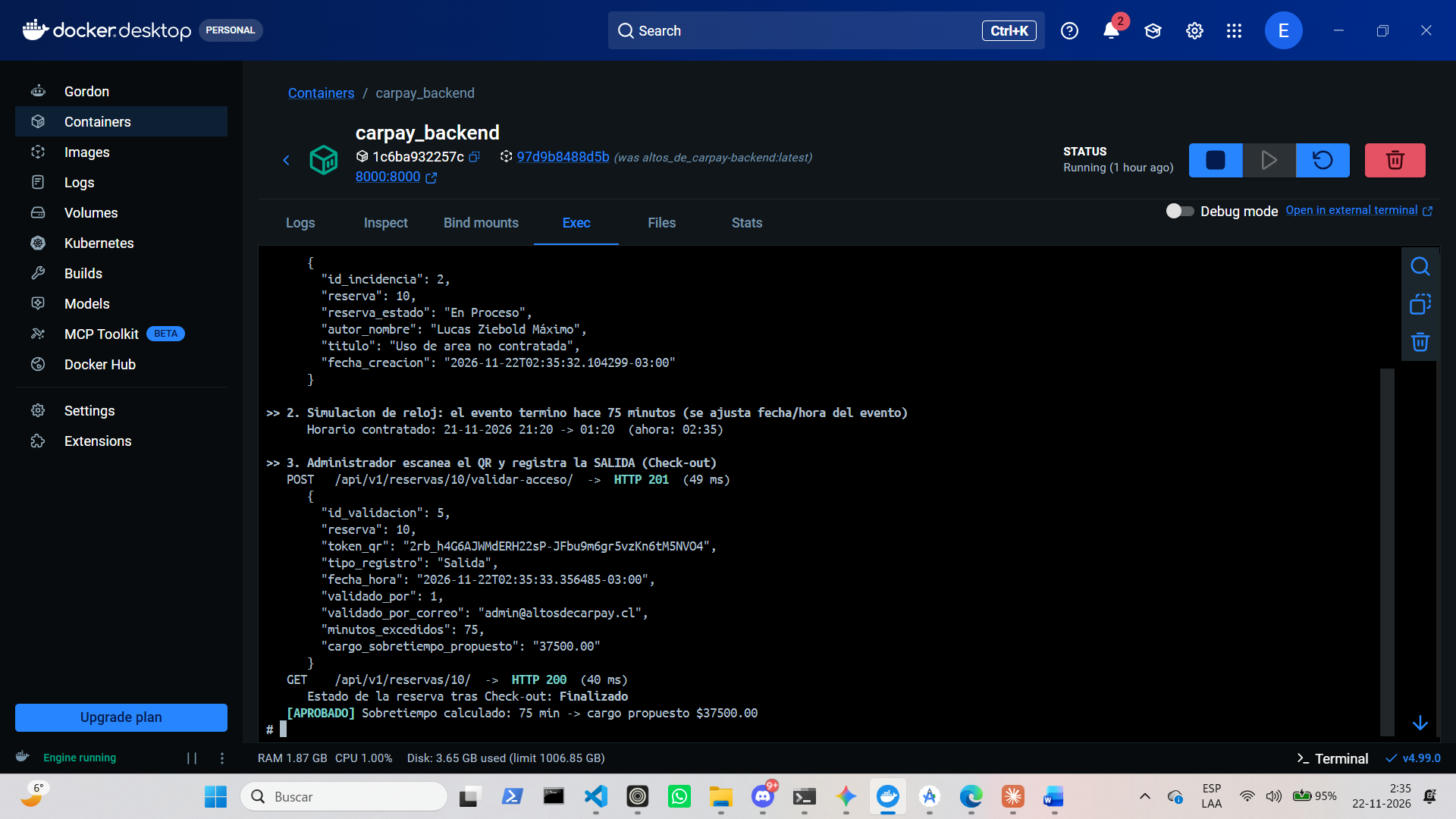 docker.desktop PERSONAL
Search Ctrl+K
2
E
Gordon
Containers
Images
Logs
Volumes
Kubernetes
Builds
Models
MCP Toolkit BETA
Docker Hub
Settings
Extensions
Upgrade plan
Containers / carpay_backend
carpay_backend
1c6ba932257c 97d9b8488d5b (was altos_de_carpay-backend:latest)
8000:8000
STATUS
Running (1 hour ago)
Logs Inspect Bind mounts Exec Files Stats
Debug mode Open in external terminal
{
"id_incidencia": 2,
"reserva": 10,
"reserva_estado": "En Proceso",
"autor_nombre": "Lucas Ziebold Máximo",
"titulo": "Uso de area no contratada",
"fecha_creacion": "2026-11-22T02:35:32.104299-03:00"
}
>> 2. Simulacion de reloj: el evento termino hace 75 minutos (se ajusta fecha/hora del evento)
Horario contratado: 21-11-2026 21:20 -> 01:20 (ahora: 02:35)
>> 3. Administrador escanea el QR y registra la SALIDA (Check-out)
POST /api/v1/reservas/10/validar-acceso/ -> HTTP 201 (49 ms)
{
"id_validacion": 5,
"reserva": 10,
"token_qr": "2rb_h4G6AJWMdERH22sP-JFbu9m6gr5vzKn6tM5NVO4",
"tipo_registro": "Salida",
"fecha_hora": "2026-11-22T02:35:33.356485-03:00",
"validado_por": 1,
"validado_por_correo": "admin@altosdecarpay.cl",
"minutos_excedidos": 75,
"cargo_sobretiempo_propuesto": "37500.00"
}
GET /api/v1/reservas/10/ -> HTTP 200 (40 ms)
Estado de la reserva tras Check-out: Finalizado
[APROBADO] Sobretiempo calculado: 75 min -> cargo propuesto $37500.00
#
Engine running
RAM 1.87 GB CPU 1.00% Disk: 3.65 GB used (limit 1006.85 GB)
Terminal v4.99.0
6°
Buscar
9+
ESP
LAA
95%
2:35
22-11-2026